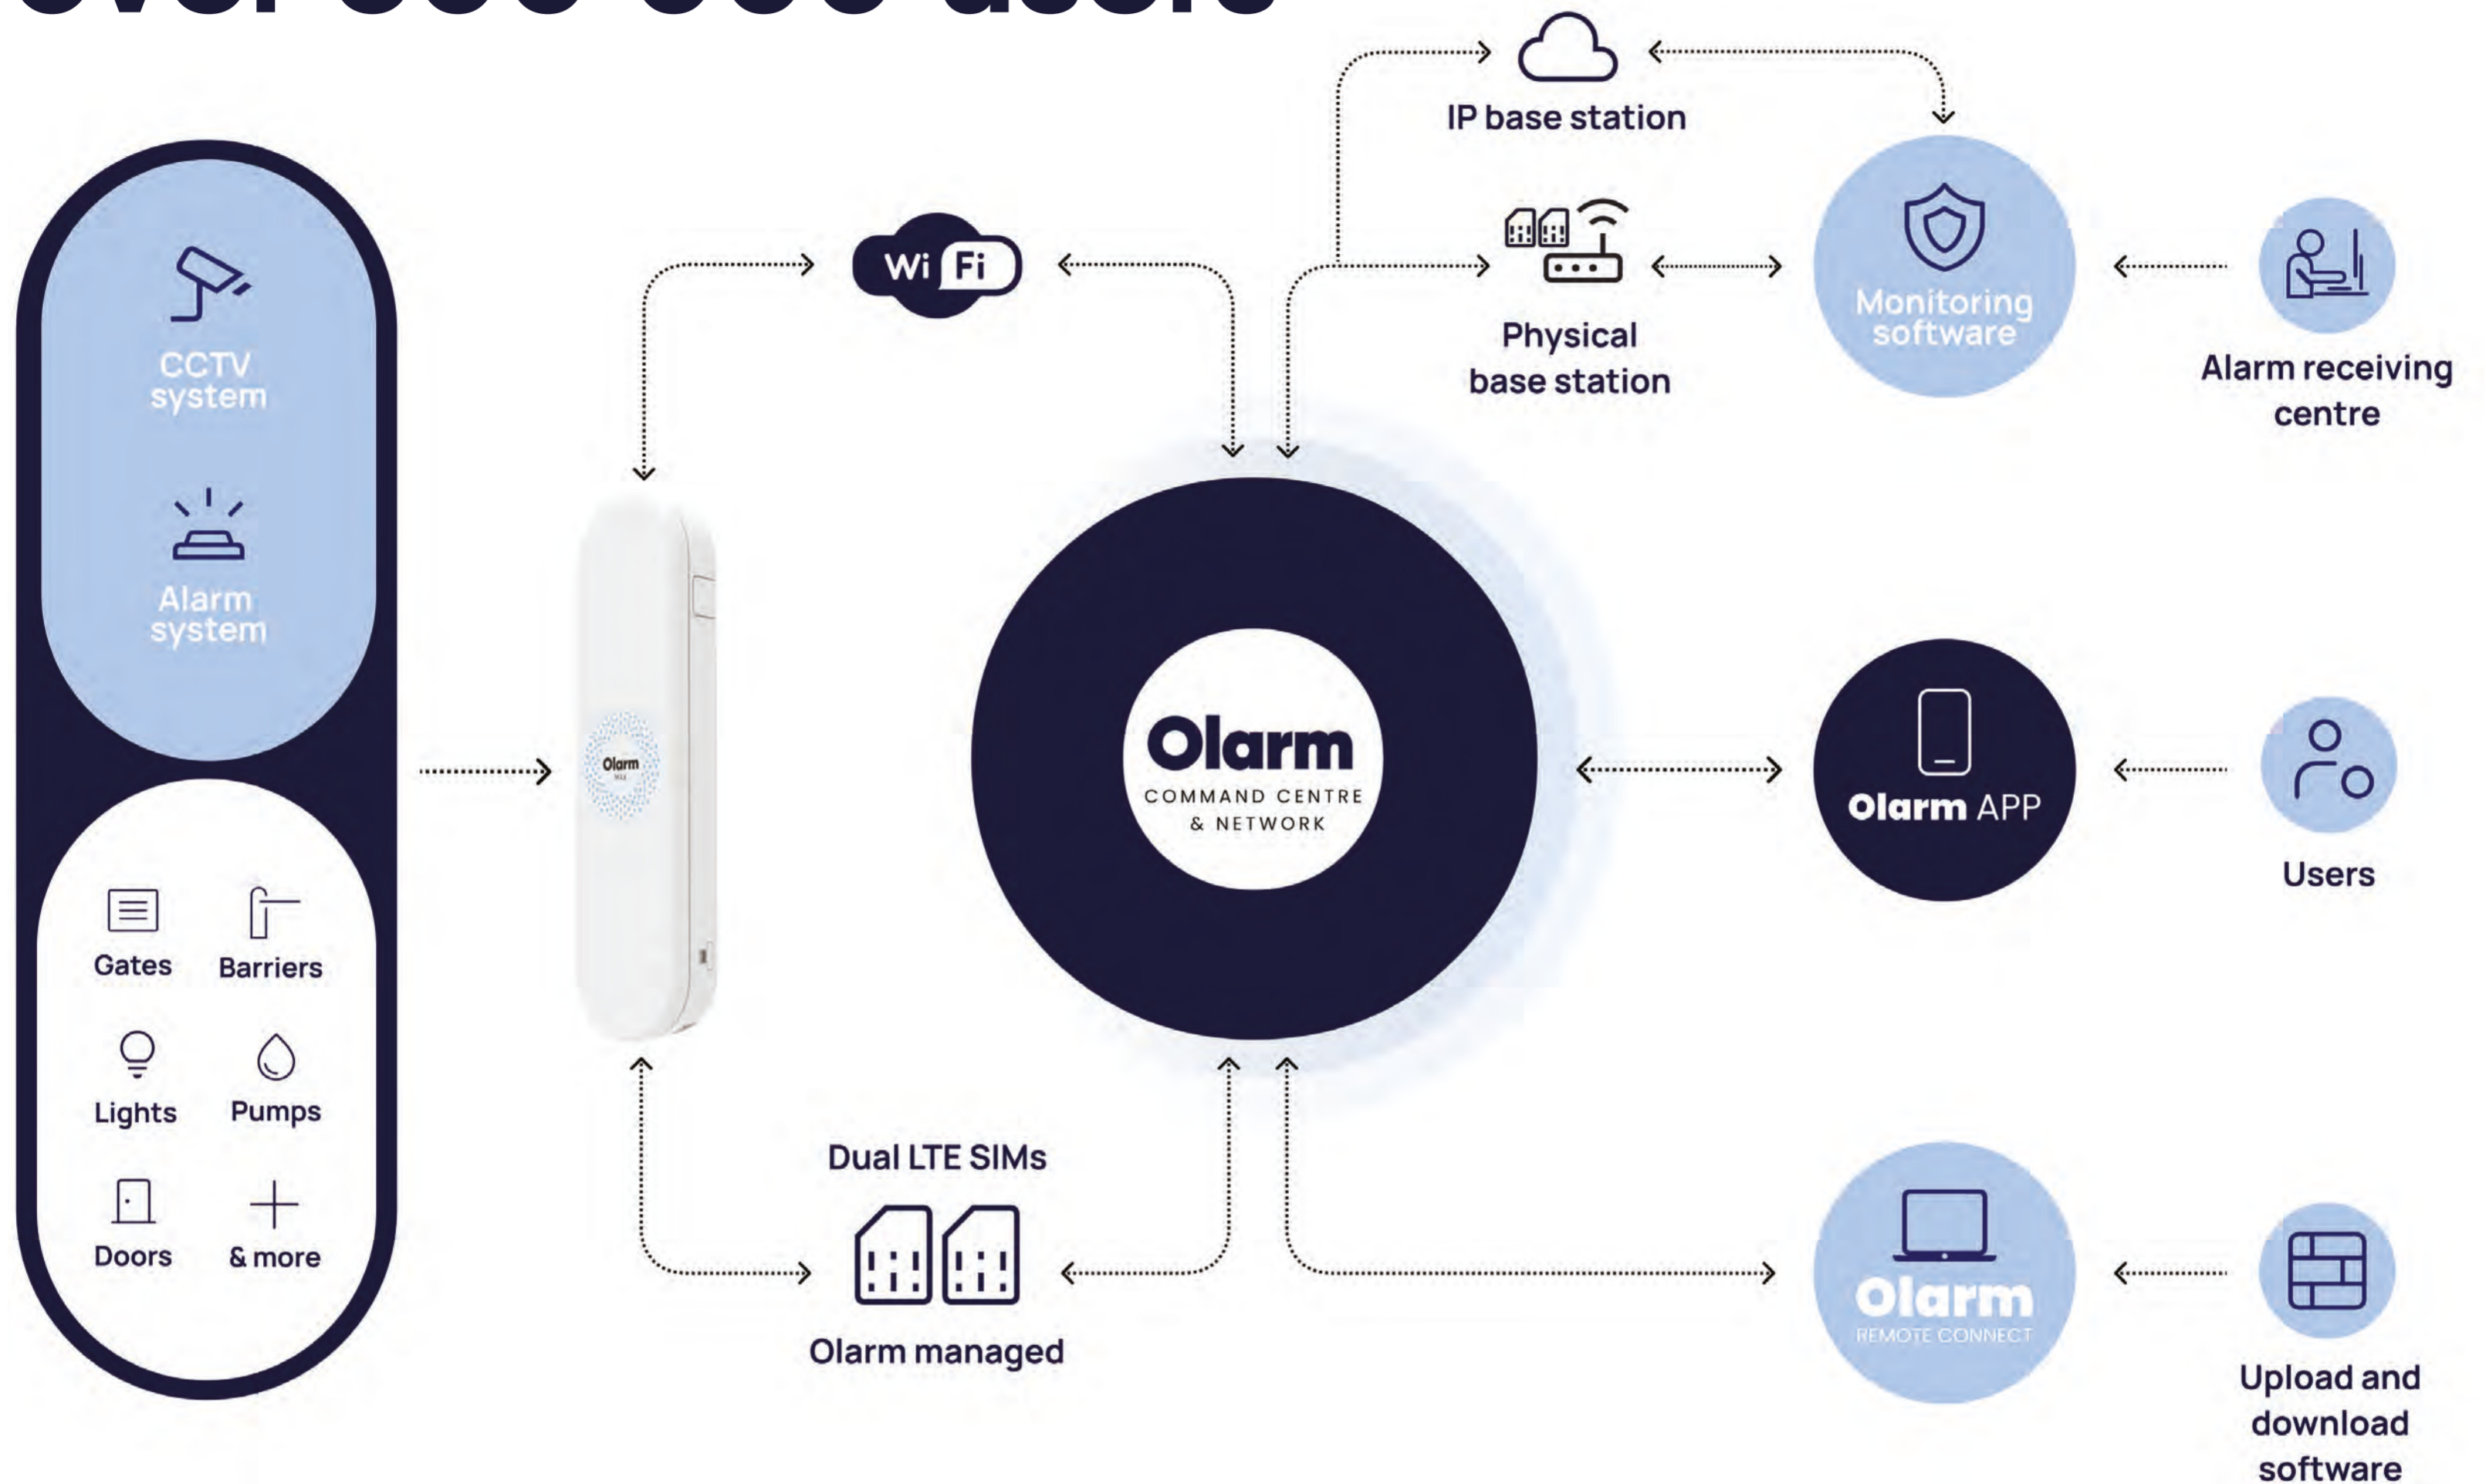 users
IP base station
Wi Fi
Physical
base station
Monitoring
software
Alarm receiving
centre
CCTV
system
Alarm
system
Gates
Barriers
Lights
Pumps
Doors
& more
Olarm
MAX
Olarm
COMMAND CENTRE
& NETWORK
Olarm APP
Users
Dual LTE SIMs
Olarm managed
Olarm
REMOTE CONNECT
Upload and
download
software